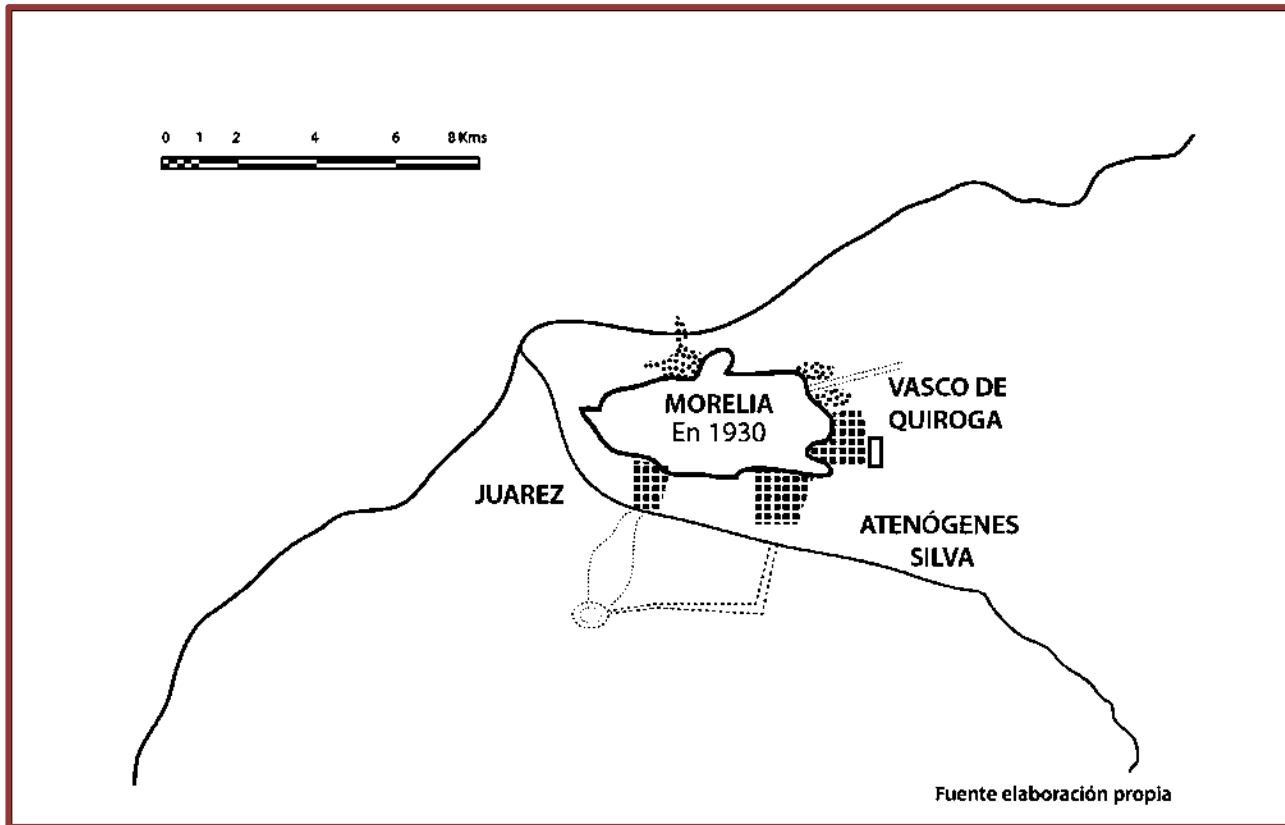 0 1 2 4 6 8 Kms
MORELIA
En 1930
VASCO DE
QUIROGA
JUAREZ
ATENÓGENES
SILVA
Fuente elaboración propia